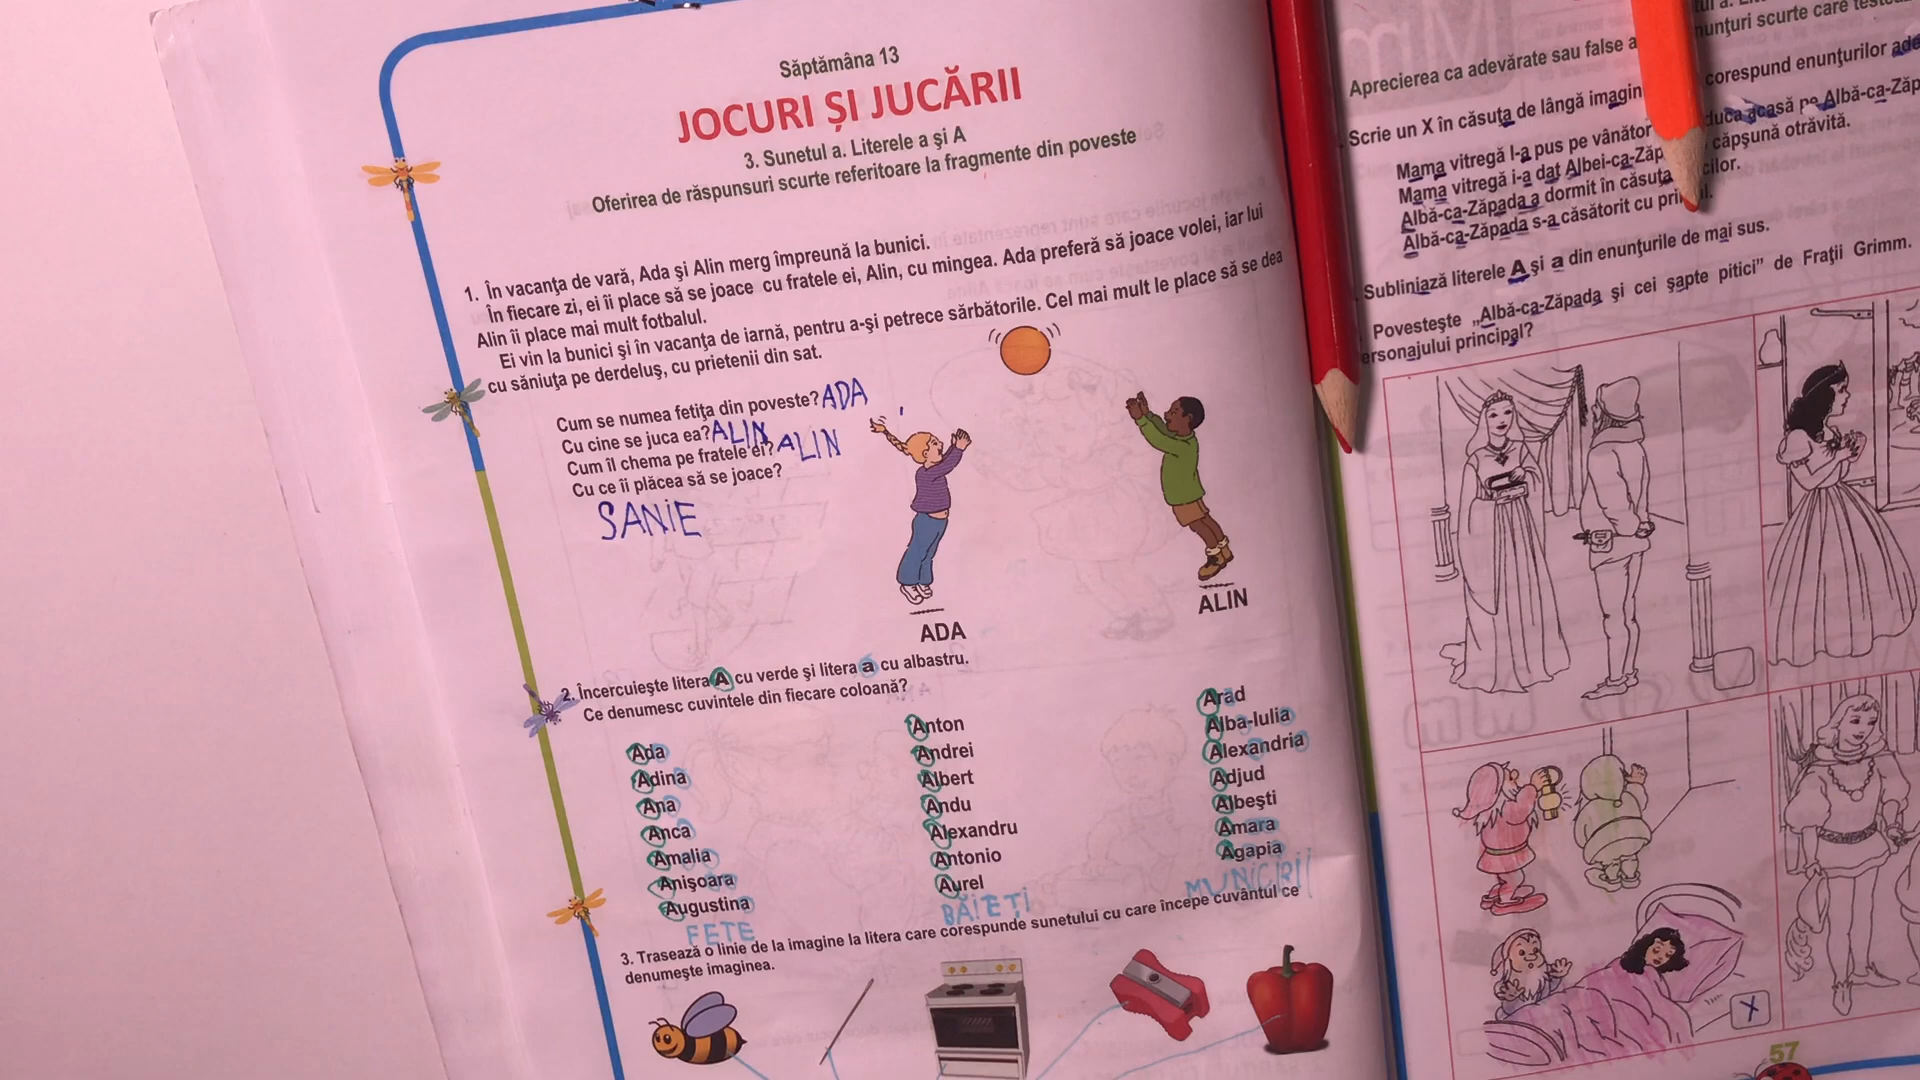 Săptămâna 13
JOCURI ȘI JUCĂRII
3. Sunetul a. Literele a şi A
Oferirea de răspunsuri scurte referitoare la fragmente din poveste
1. În vacanţa de vară, Ada şi Alin merg împreună la bunici.
În fiecare zi, ei îi place să se joace cu fratele ei, Alin, cu mingea. Ada preferă să joace volei, iar lui
Alin îi place mai mult fotbalul.
Ei vin la bunici şi în vacanţa de iarnă, pentru a-şi petrece sărbătorile. Cel mai mult le place să se dea
cu săniuţa pe derdeluş, cu prietenii din sat.
Cum se numea fetiţa din poveste? ADA
Cu cine se juca ea? ALIN
Cum îl chema pe fratele ei? ALIN
Cu ce îi plăcea să se joace?
SANIE
ADA
ALIN
2. Încercuieşte litera A cu verde şi litera a cu albastru.
Ce denumesc cuvintele din fiecare coloană?
Ada
Adina
Ana
Anca
Amalia
Anişoara
Augustina
FETE
Anton
Andrei
Albert
Andu
Alexandru
Antonio
Aurel
BĂIEȚI
Arad
Alba-Iulia
Alexandria
Adjud
Albeşti
Amara
Agapia
MUNICIPII
3. Trasează o linie de la imagine la litera care corespunde sunetului cu care începe cuvântul ce
denumeşte imaginea.
Aprecierea ca adevărate sau false a
nunţuri scurte care
Scrie un X în căsuţa de lângă
corespund enunţurilor
Mama vitregă l-a pus pe vânător
acasă pe
Mama vitregă i-a dat
căpşună otrăvită.
Albă-ca-Zăpada a dormit în căsuţa
Albă-ca-Zăpada s-a căsătorit cu
Subliniază literele A şi a din enunţurile de mai sus.
Povesteşte „Albă-ca-Zăpada şi cei şapte pitici” de Fraţii Grimm.
ersonajului principal?
X
57